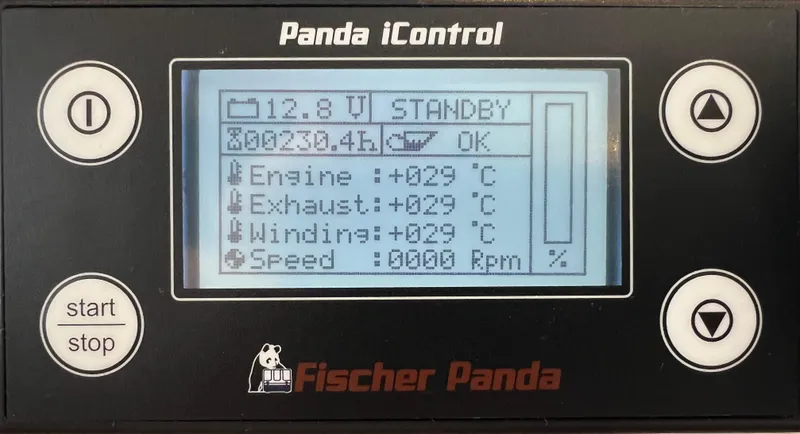 Panda iControl
12.8 V STANDBY
00230.4h OK
Engine :+029 °C
Exhaust:+029 °C
Winding:+029 °C
Speed :0000 Rpm
%
start
stop
Fischer Panda